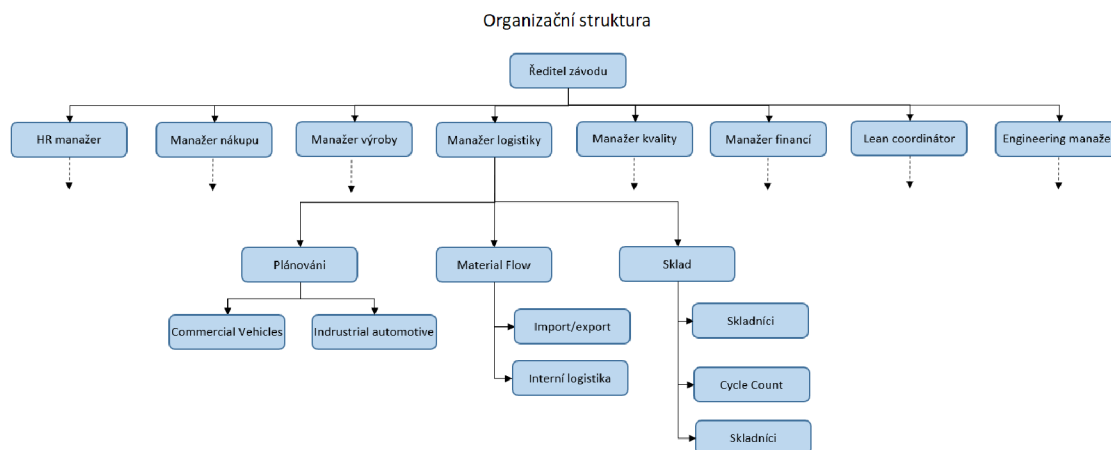 Organizační struktura
Ředitel závodu
HR manažer
Manažer nákupu
Manažer výroby
Manažer logistiky
Manažer kvality
Manažer financí
Lean coordinátor
Engineering manažer
Plánováni
Material Flow
Sklad
Commercial Vehicles
Indrustrial automotive
Import/export
Skladníci
Interní logistika
Cycle Count
Skladníci